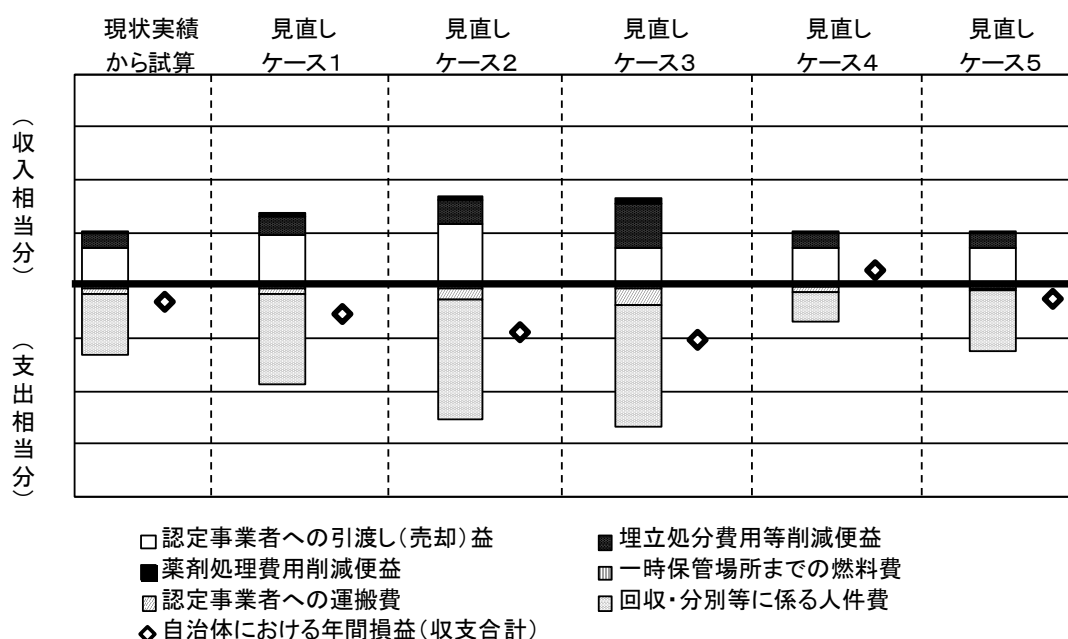 現状実績
から試算
見直し
ケース1
見直し
ケース2
見直し
ケース3
見直し
ケース4
見直し
ケース5
（収入相当分）
（支出相当分）
認定事業者への引渡し(売却)益
埋立処分費用等削減便益
薬剤処理費用削減便益
一時保管場所までの燃料費
認定事業者への運搬費
回収・分別等に係る人件費
自治体における年間損益(収支合計)